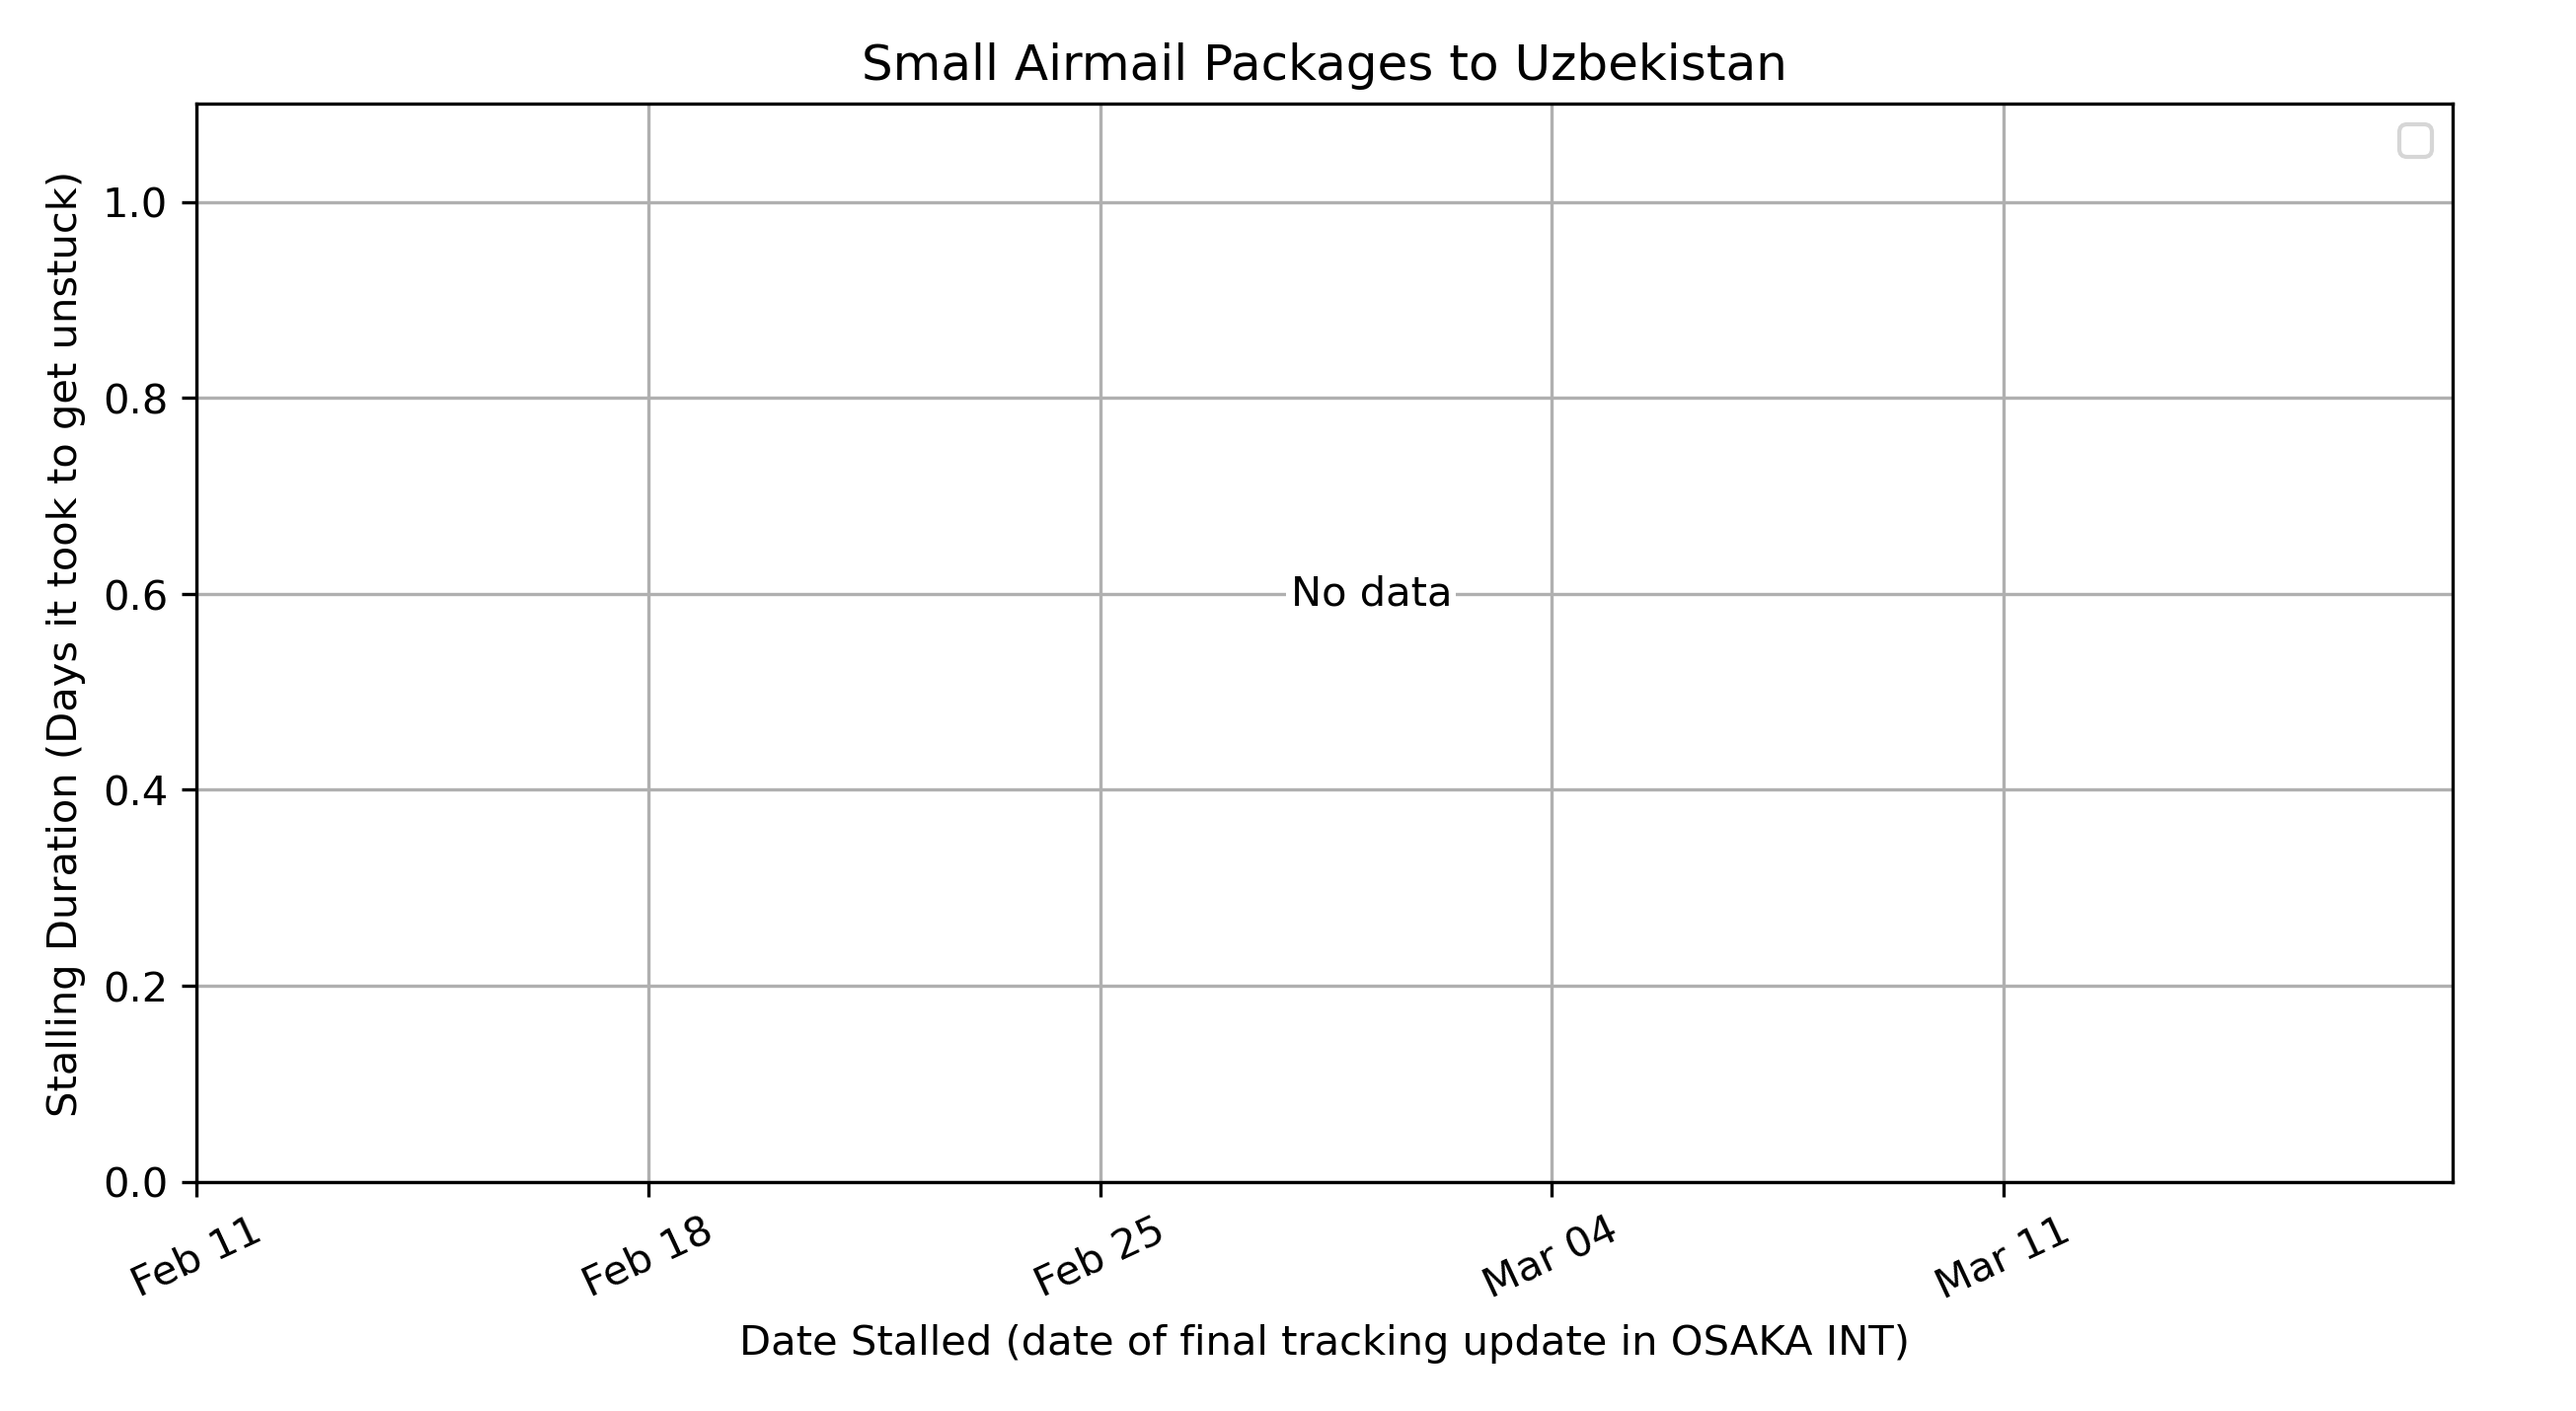 Small Airmail Packages to Uzbekistan
Stalling Duration (Days it took to get unstuck)
1.0
0.8
0.6
0.4
0.2
0.0
No data
Feb 11
Feb 18
Feb 25
Mar 04
Mar 11
Date Stalled (date of final tracking update in OSAKA INT)